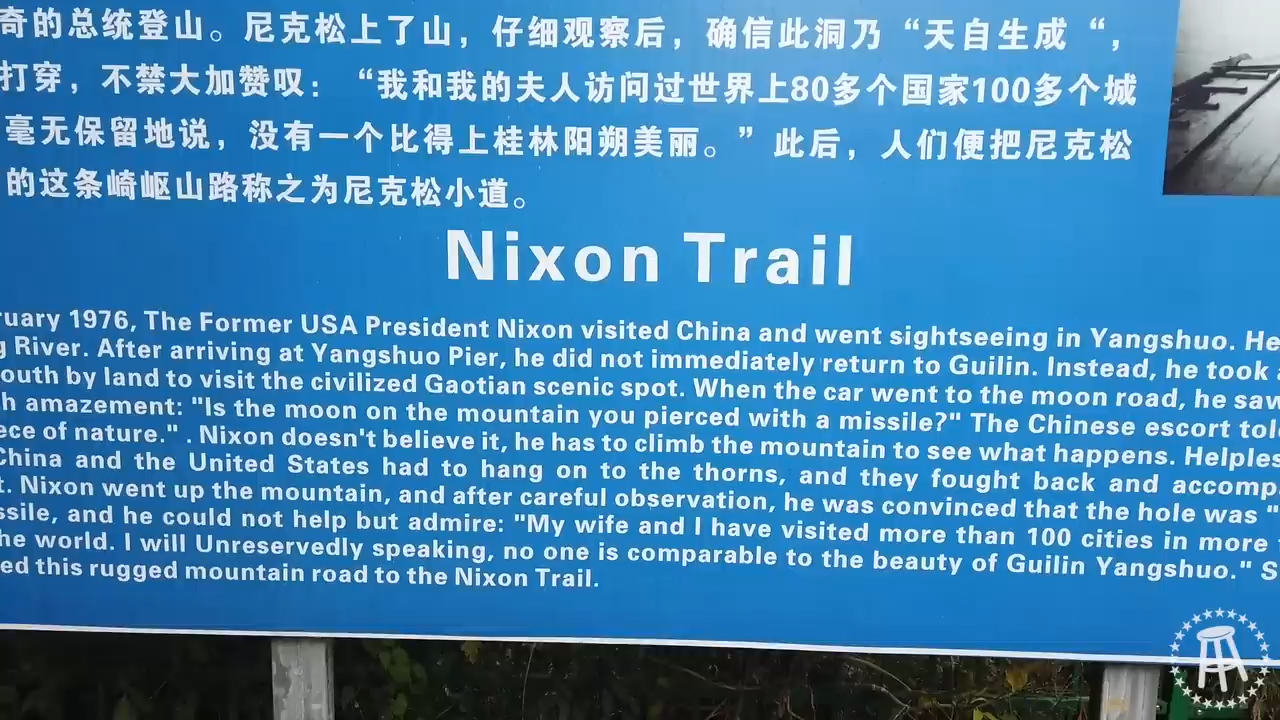 奇的总统登山。尼克松上了山，仔细观察后，确信此洞乃“天自生成“，
打穿，不禁大加赞叹：“我和我的夫人访问过世界上80多个国家100多个城
毫无保留地说，没有一个比得上桂林阳朔美丽。”此后，人们便把尼克松
的这条崎岖山路称之为尼克松小道。
Nixon Trail
ruary 1976, The Former USA President Nixon visited China and went sightseeing in Yangshuo. He
g River. After arriving at Yangshuo Pier, he did not immediately return to Guilin. Instead, he took
outh by land to visit the civilized Gaotian scenic spot. When the car went to the moon road, he saw
h amazement: "Is the moon on the mountain you pierced with a missile?" The Chinese escort told
ece of nature." . Nixon doesn't believe it, he has to climb the mountain to see what happens. Helples
China and the United States had to hang on to the thorns, and they fought back and accomp
t. Nixon went up the mountain, and after careful observation, he was convinced that the hole was "
ssile, and he could not help but admire: "My wife and I have visited more than 100 cities in more
he world. I will Unreservedly speaking, no one is comparable to the beauty of Guilin Yangshuo." S
ed this rugged mountain road to the Nixon Trail.